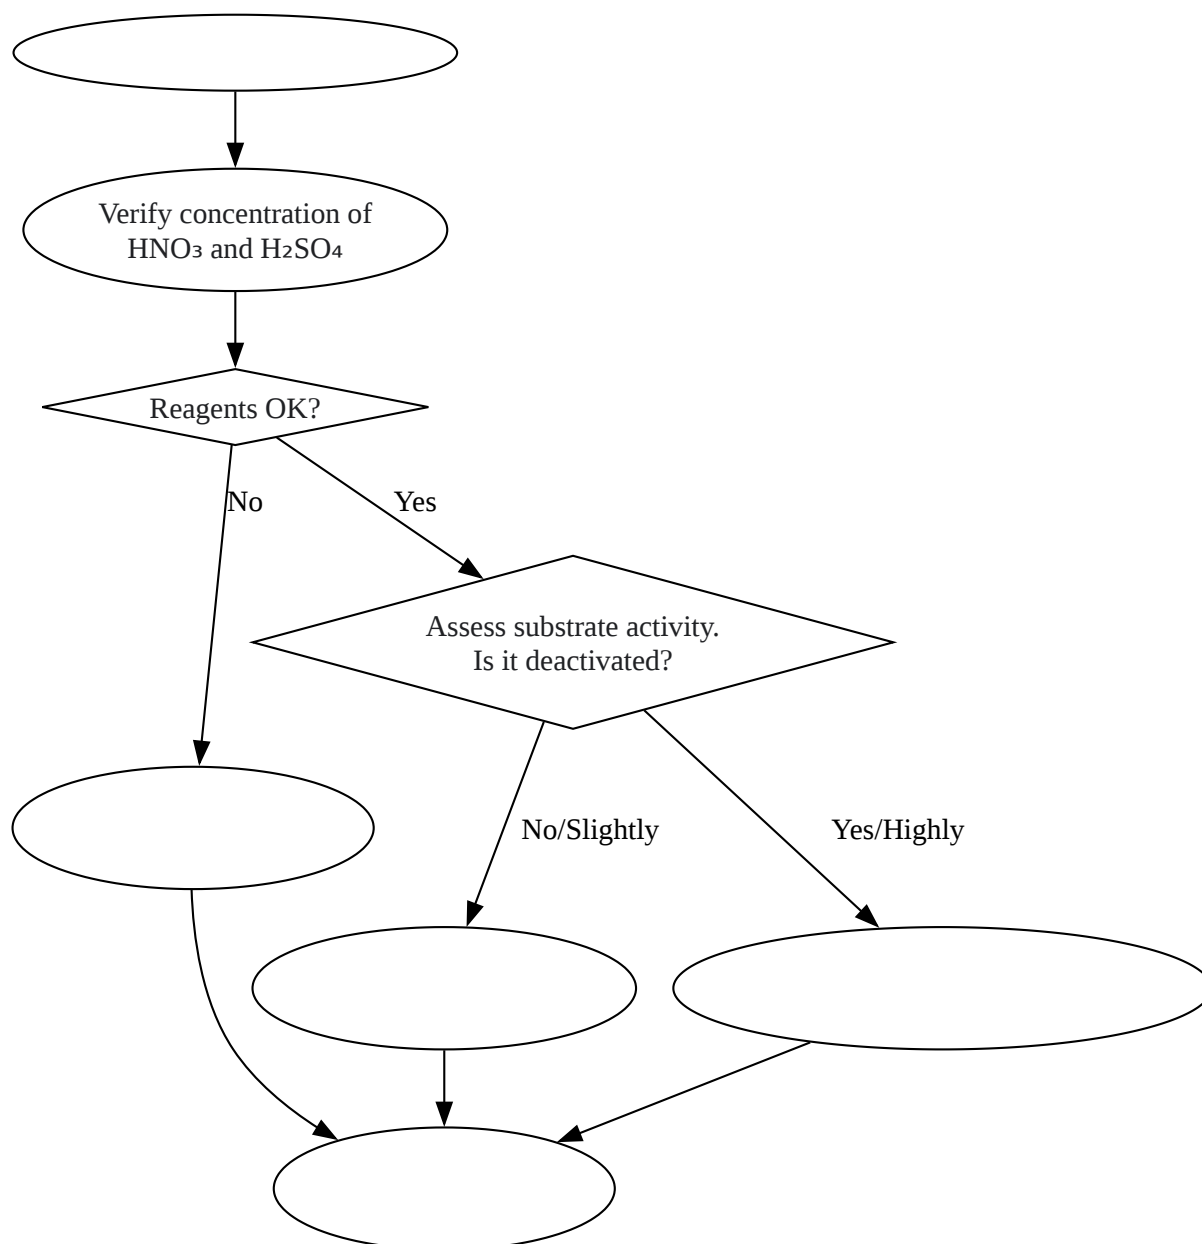 Verify concentration of
HNO₃ and H₂SO₄
Reagents OK?
No
Yes
Assess substrate activity.
Is it deactivated?
No/Slightly
Yes/Highly